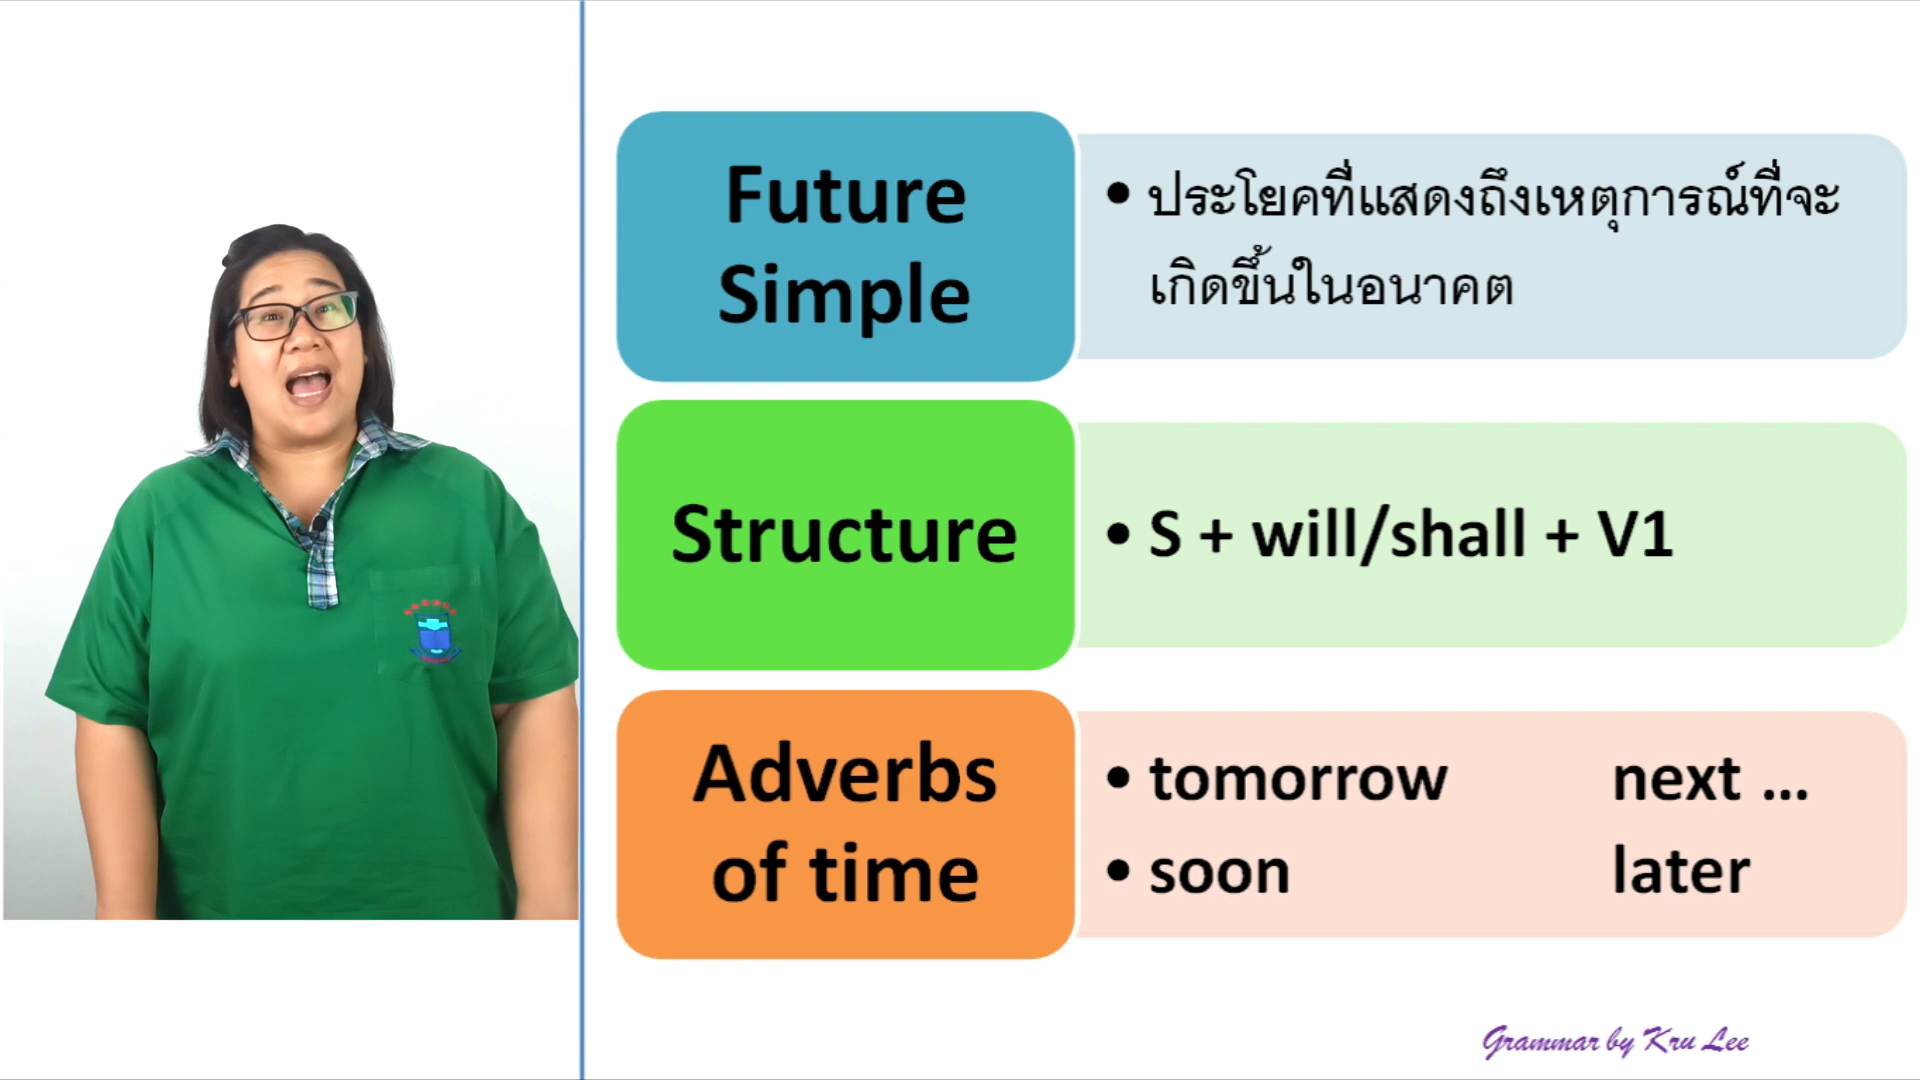 Future
Simple
• ประโยคที่แสดงถึงเหตุการณ์ที่จะ
เกิดขึ้นในอนาคต
Structure
• S + will/shall + V1
Adverbs
of time
• tomorrow next ...
• soon later
Grammar by Kru Lee